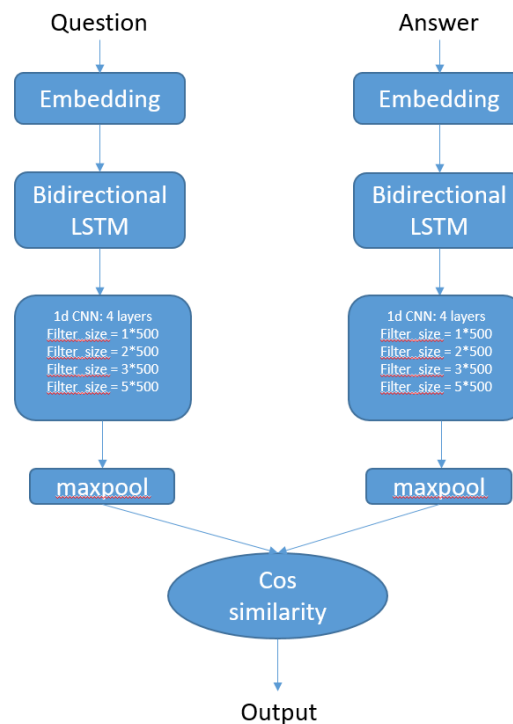 Question
Embedding
Bidirectional
LSTM
1d CNN: 4 layers
Filter_size = 1*500
Filter_size = 2*500
Filter_size = 3*500
Filter_size = 5*500
maxpool
Answer
Embedding
Bidirectional
LSTM
1d CNN: 4 layers
Filter_size = 1*500
Filter_size = 2*500
Filter_size = 3*500
Filter_size = 5*500
maxpool
Cos
similarity
Output